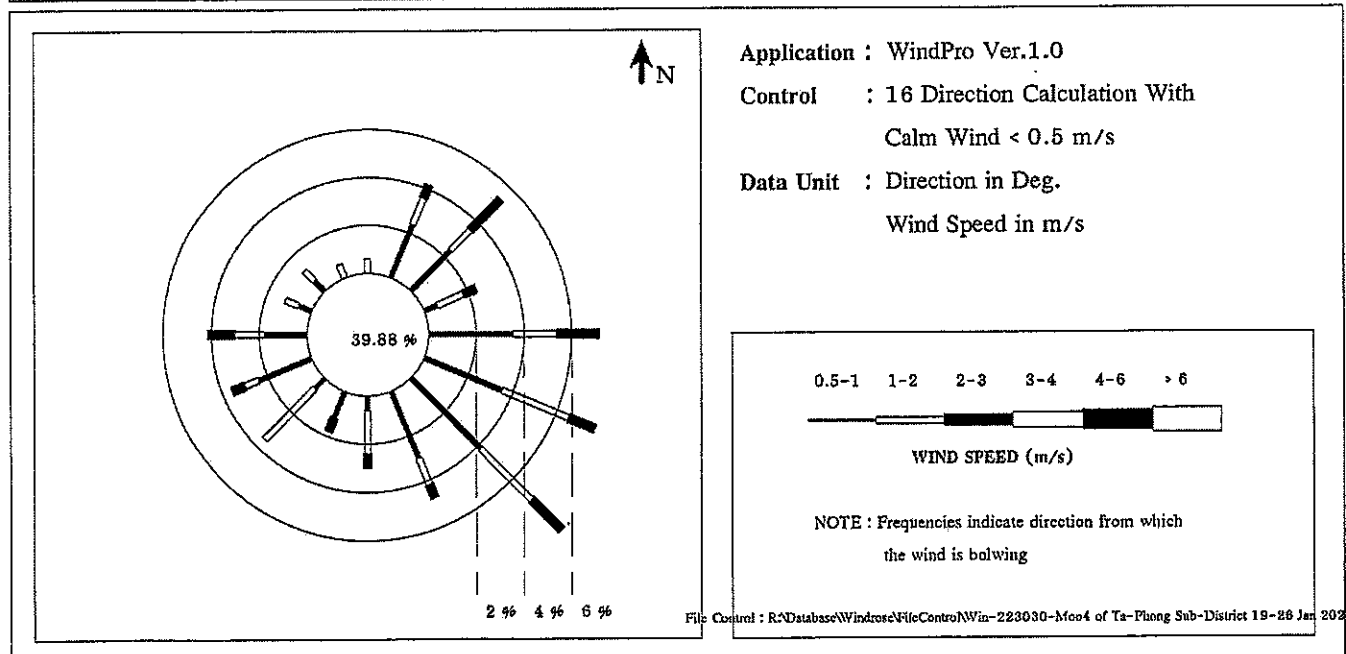 N
Application : WindPro Ver.1.0
Control : 16 Direction Calculation With
Calm Wind < 0.5 m/s
Data Unit : Direction in Deg.
Wind Speed in m/s
39.88 %
2 % 4 % 6 %
0.5-1 1-2 2-3 3-4 4-6 > 6
WIND SPEED (m/s)
NOTE : Frequencies indicate direction from which
the wind is bolwing
File Control : R:\Database\Windrose\FileControl\Win-223030-Moo4 of Ta-Phong Sub-District 19-26 Jan 202